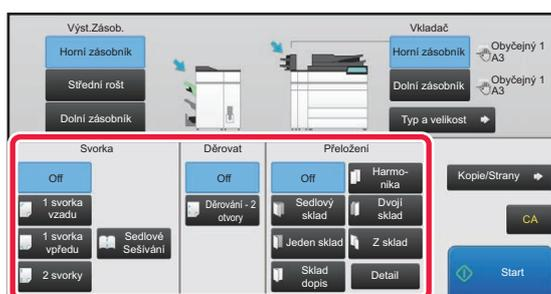 Výst.Zásob.
Vkladač
Horní zásobník
Horní zásobník
Obyčejný 1
A3
Střední rošt
Dolní zásobník
Obyčejný 1
A3
Dolní zásobník
Typ a velikost
Svorka
Děrovat
Přeložení
Off
Off
Off
Harmo-
nika
Kopie/Strany
1 svorka
vzadu
Děrování - 2
otvory
Sedlový
sklad
Dvojí
sklad
CA
1 svorka
vpředu
Sedlové
Sešívání
Jeden sklad
Z sklad
2 svorky
Sklad
dopis
Detail
Start